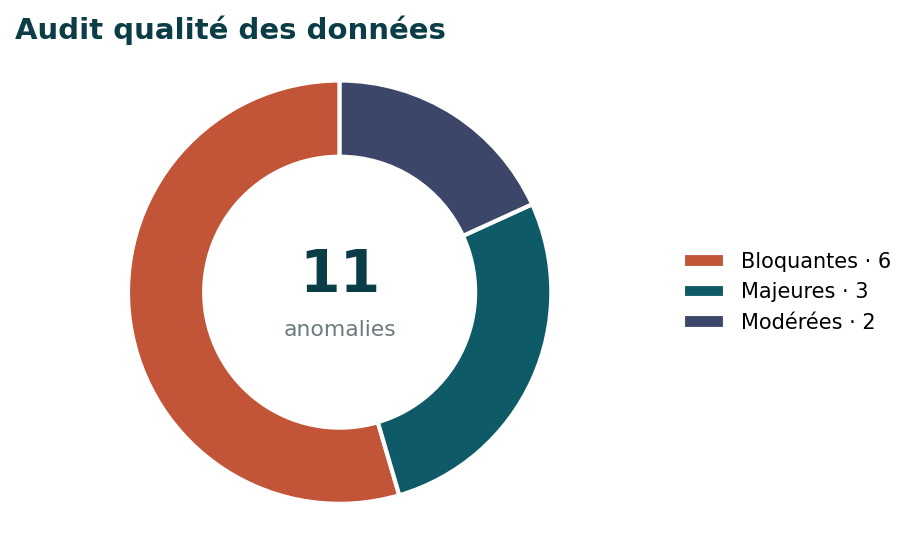 Audit qualité des données
11
anomalies
Bloquantes · 6
Majeures · 3
Modérées · 2